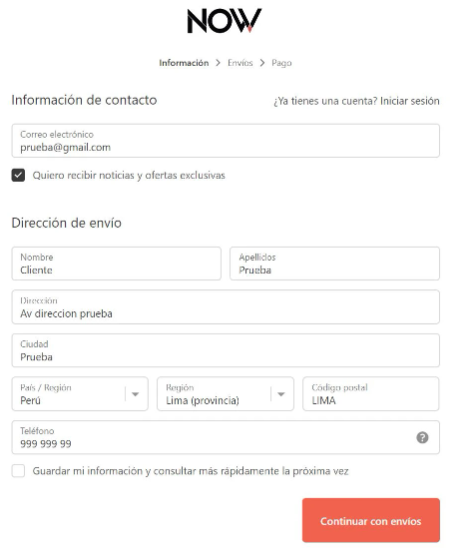 NOW
Información > Envíos > Pago
Información de contacto ¿Ya tienes una cuenta? Iniciar sesión
Correo electrónico
prueba@gmail.com
Quiero recibir noticias y ofertas exclusivas
Dirección de envío
Nombre
Cliente
Apellidos
Prueba
Dirección
Av direccion prueba
Ciudad
Prueba
País / Región
Perú
Región
Lima (provincia)
Código postal
LIMA
Teléfono
999 999 99
?
Guardar mi información y consultar más rápidamente la próxima vez
Continuar con envíos